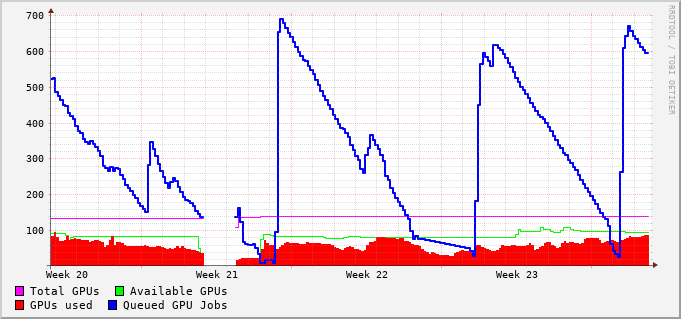 700
600
500
400
300
200
100
Week 20 Week 21 Week 22 Week 23
Total GPUs Available GPUs
GPUs used Queued GPU Jobs
RRDTOOL / TOBI OETIKER